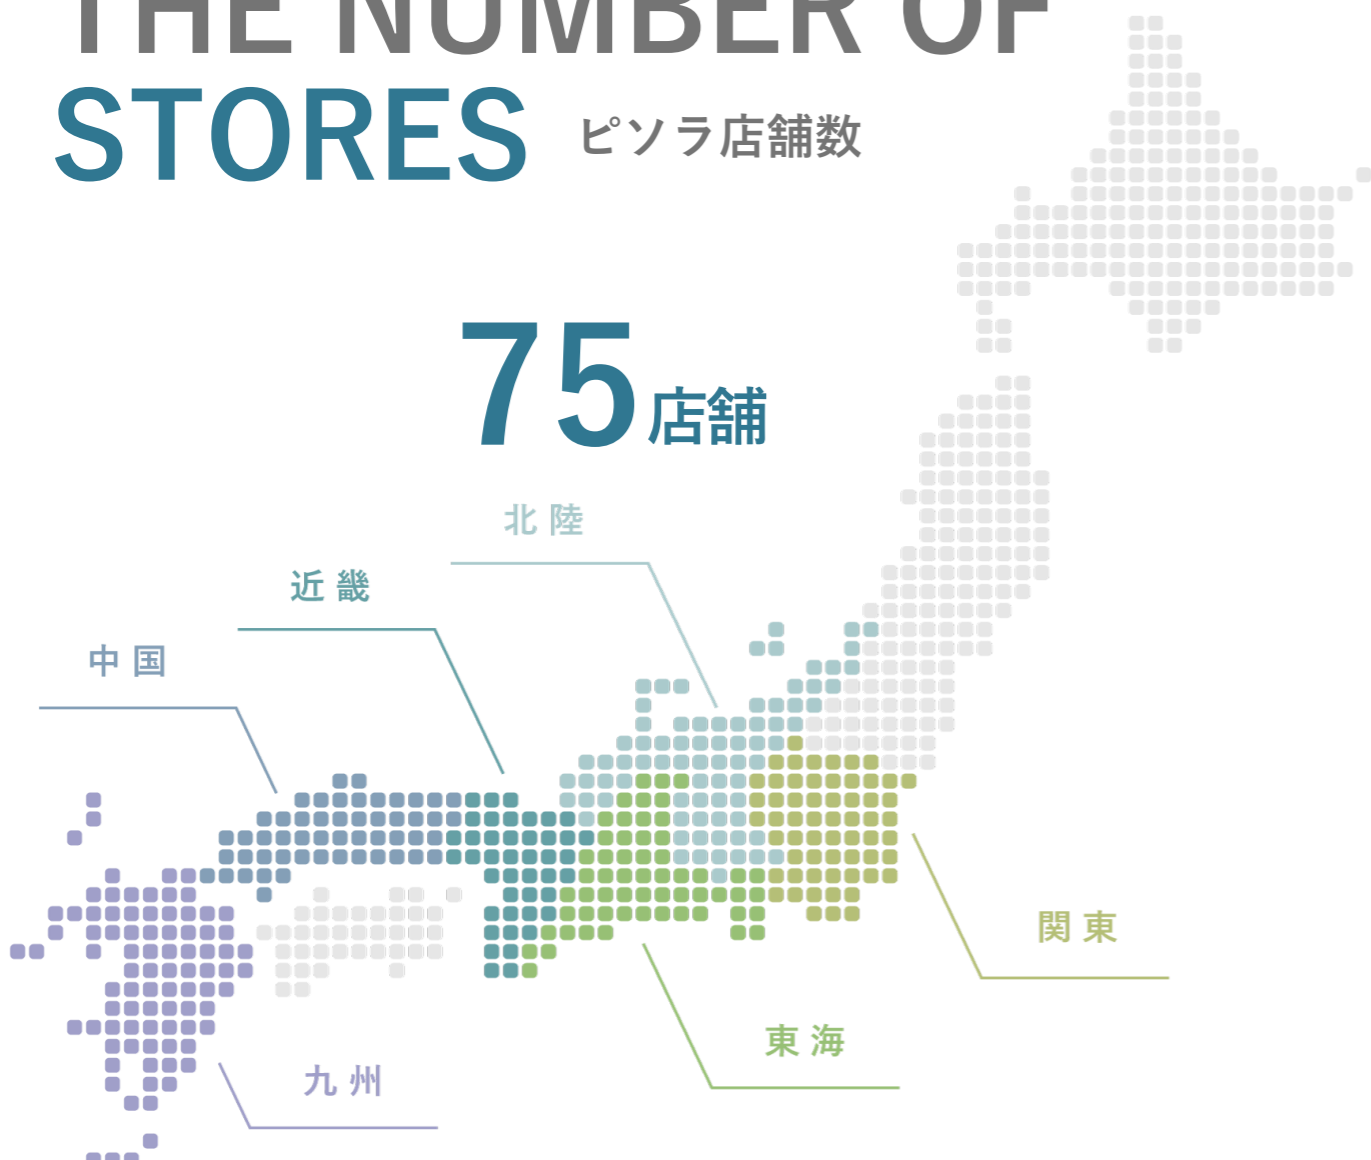 THE NUMBER OF
STORES
ピソラ店舗数
75店舗
北陸
近畿
中国
関東
東海
九州